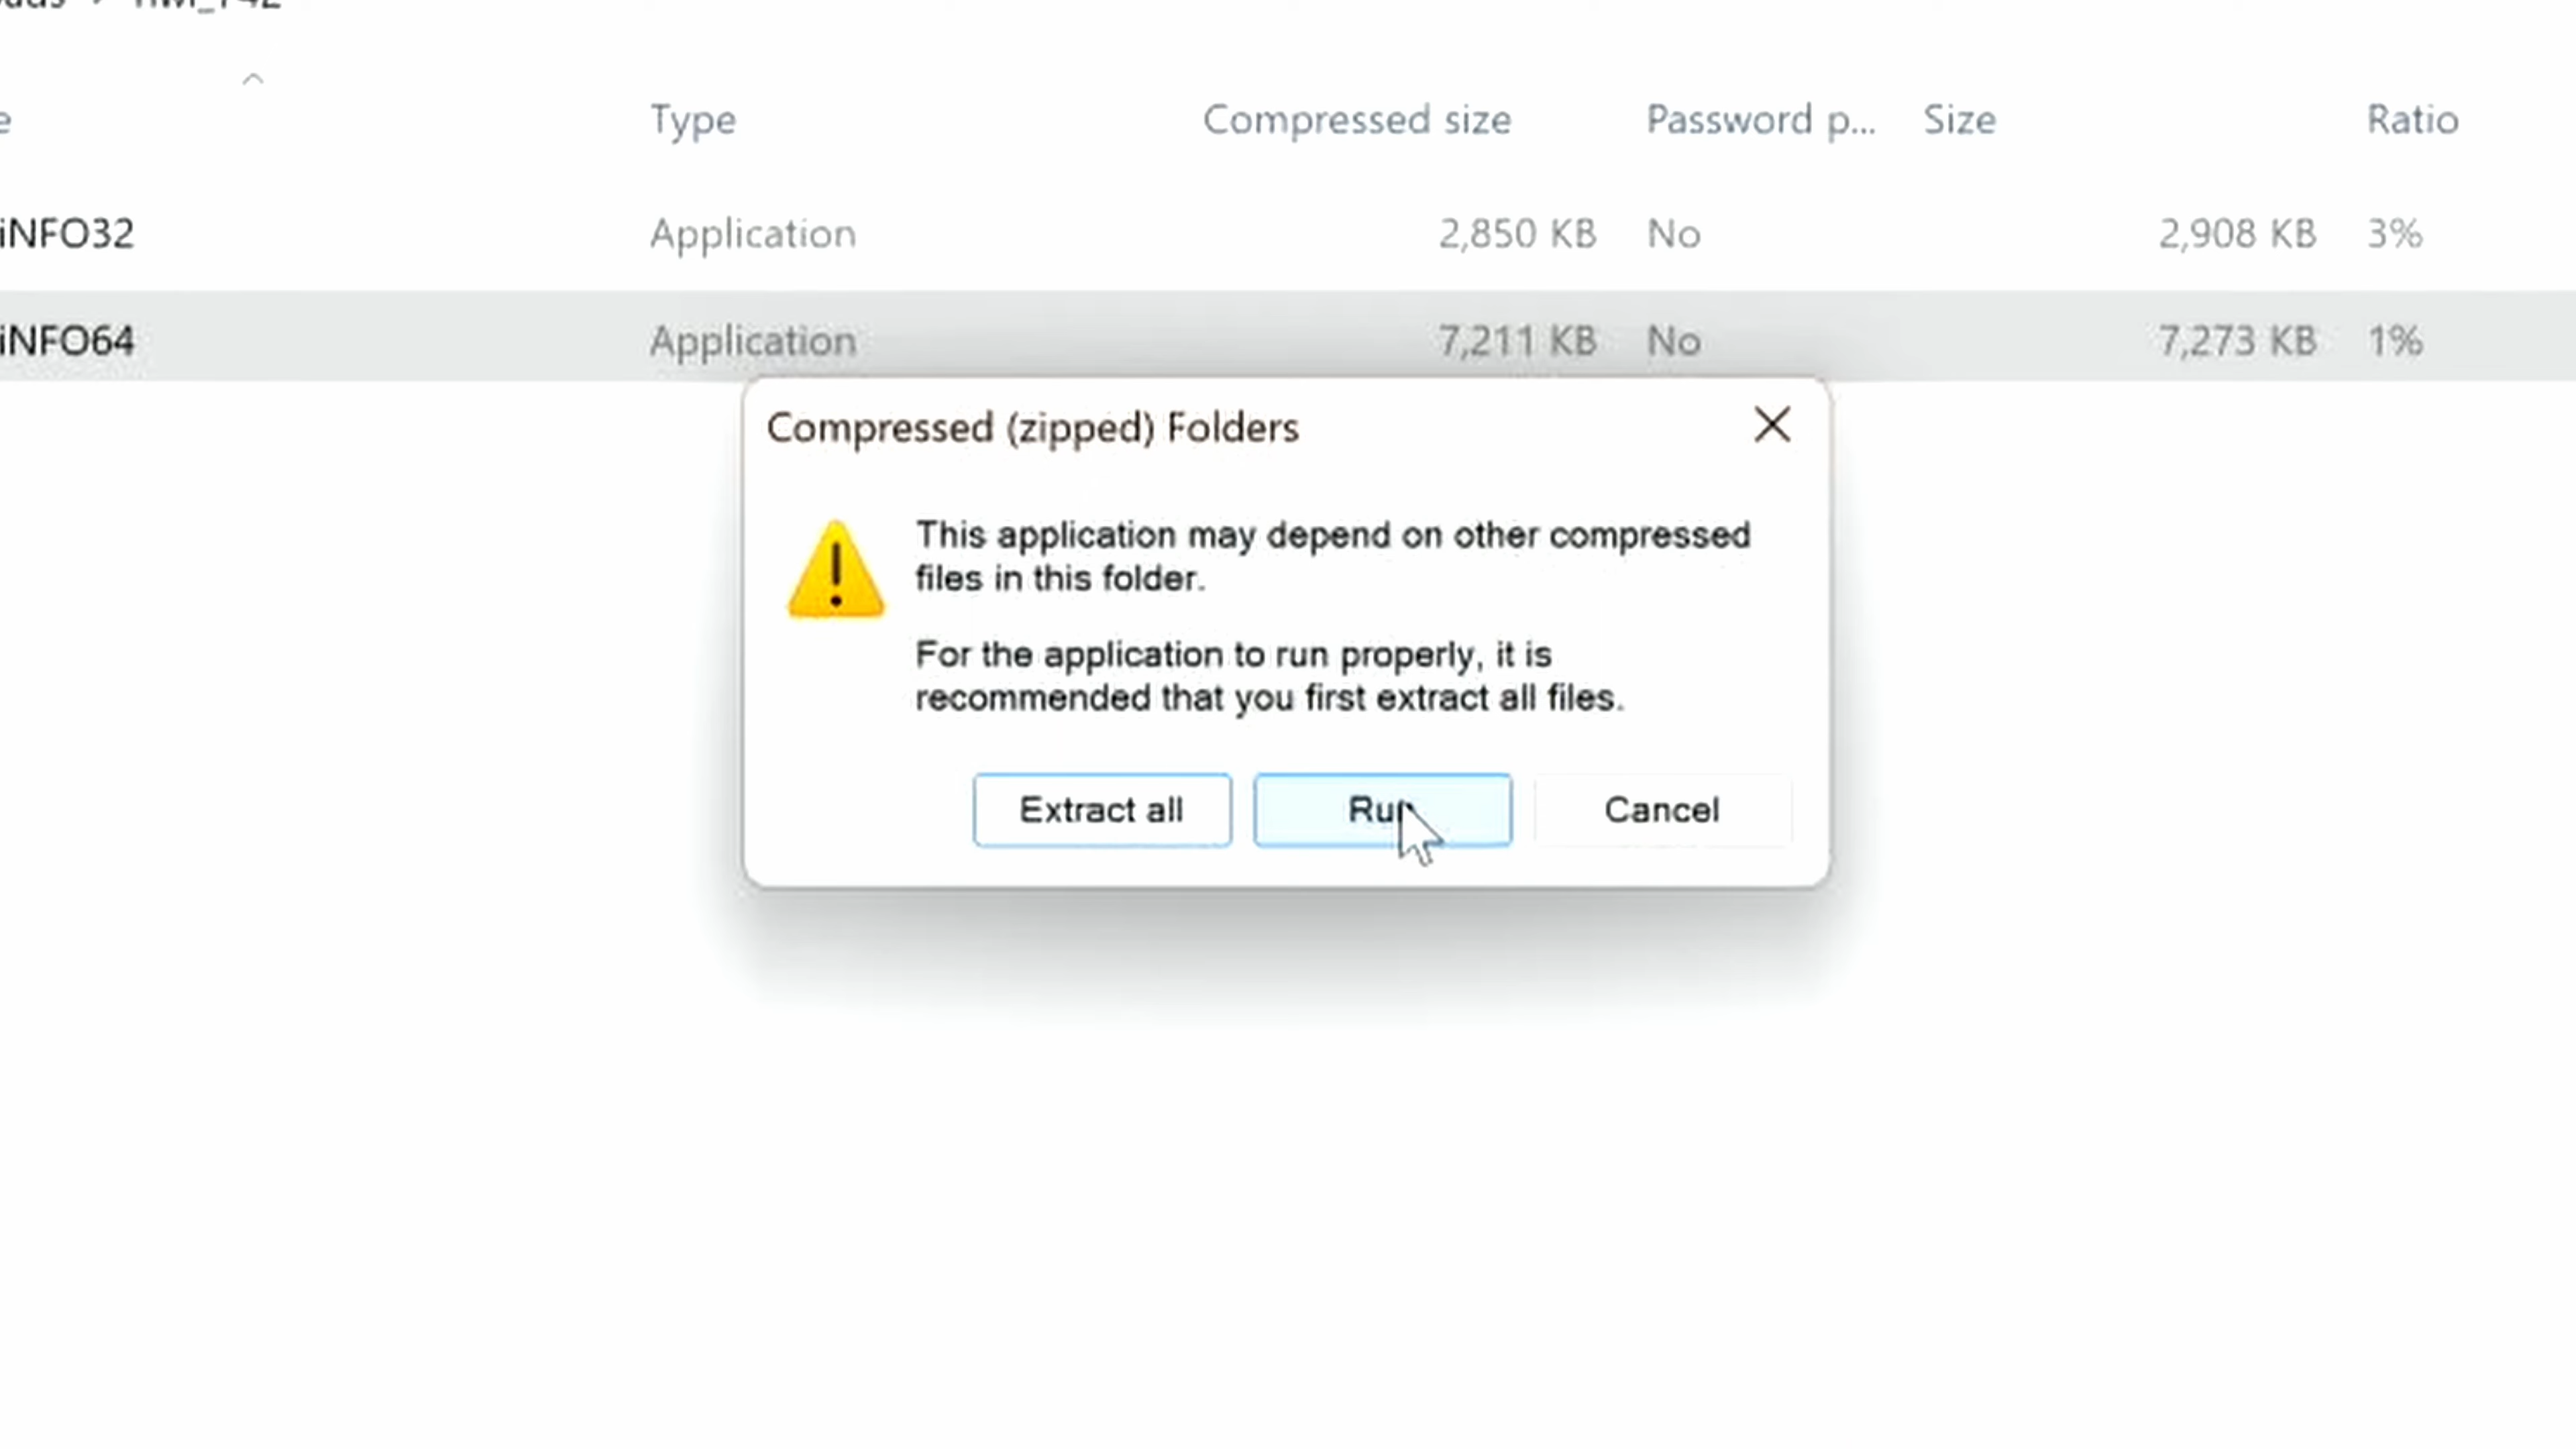 Type Compressed size Password p... Size Ratio
iNFO32 Application 2,850 KB No 2,908 KB 3%
iNFO64 Application 7,211 KB No 7,273 KB 1%
Compressed (zipped) Folders
This application may depend on other compressed
files in this folder.
For the application to run properly, it is
recommended that you first extract all files.
Extract all Run Cancel